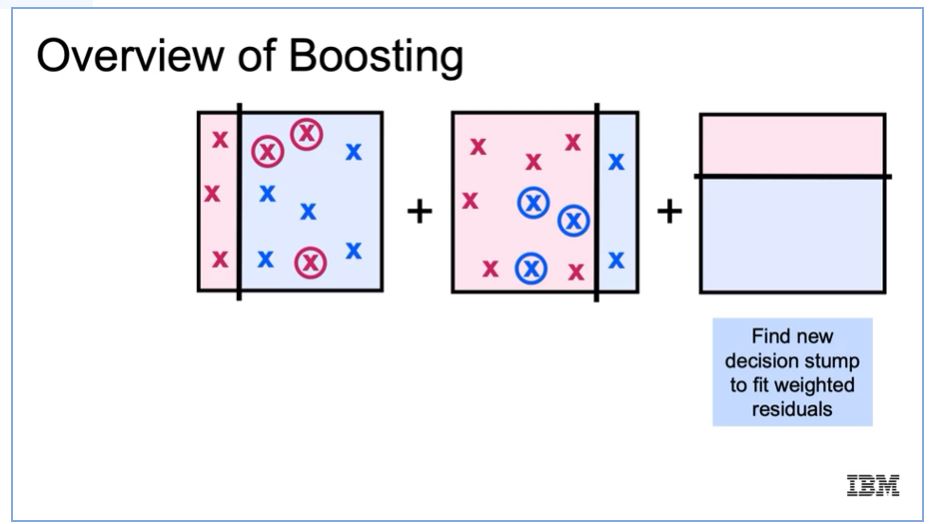 Overview of Boosting
x x x x
x x x
x x x x
+
x x x x
x x x
x x x x
+
Find new
decision stump
to fit weighted
residuals
IBM